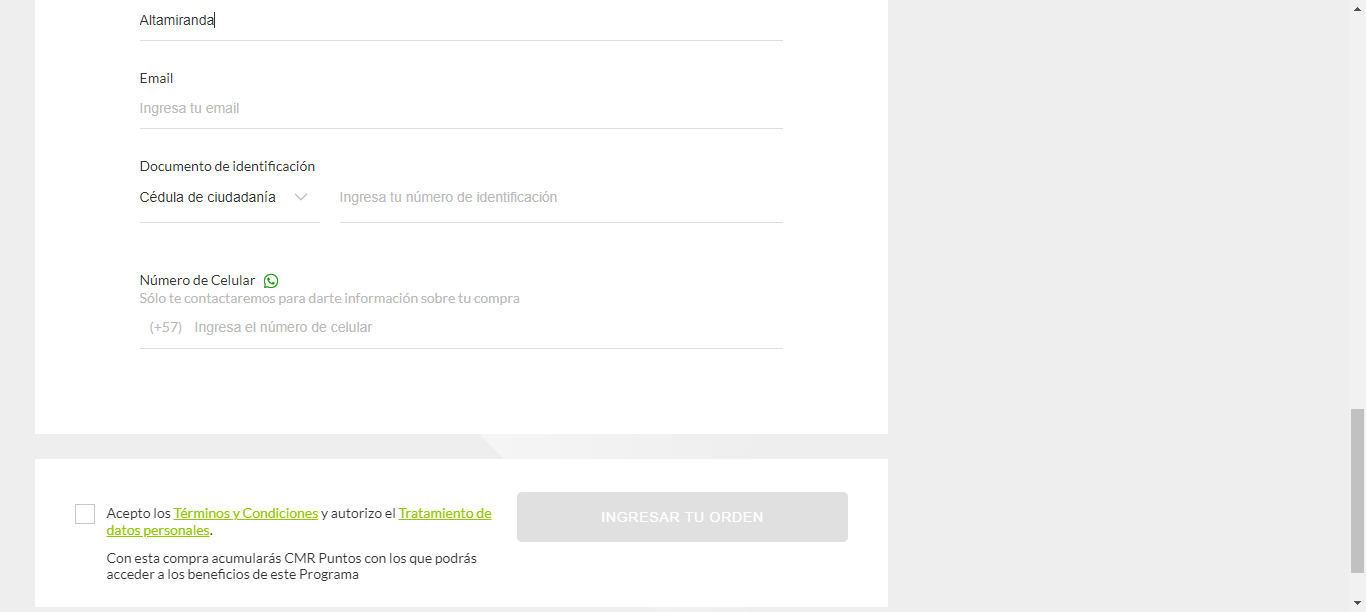 Altamiranda
Email
Ingresa tu email
Documento de identificación
Cédula de ciudadanía Ingresa tu número de identificación
Número de Celular
Sólo te contactaremos para darte información sobre tu compra
(+57) Ingresa el número de celular
Acepto los Términos y Condiciones y autorizo el Tratamiento de
datos personales.
INGRESAR TU ORDEN
Con esta compra acumularás CMR Puntos con los que podrás
acceder a los beneficios de este Programa